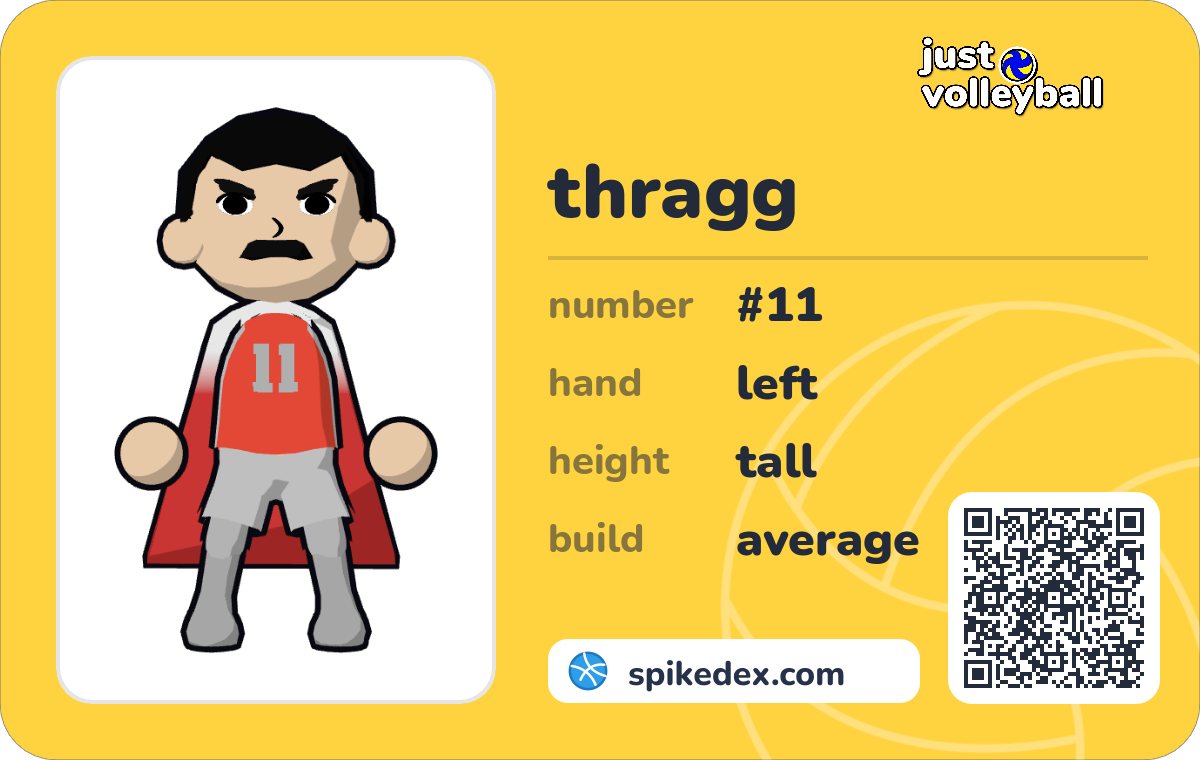 just
volleyball
thragg
number #11
hand left
height tall
build average
11
spikedex.com